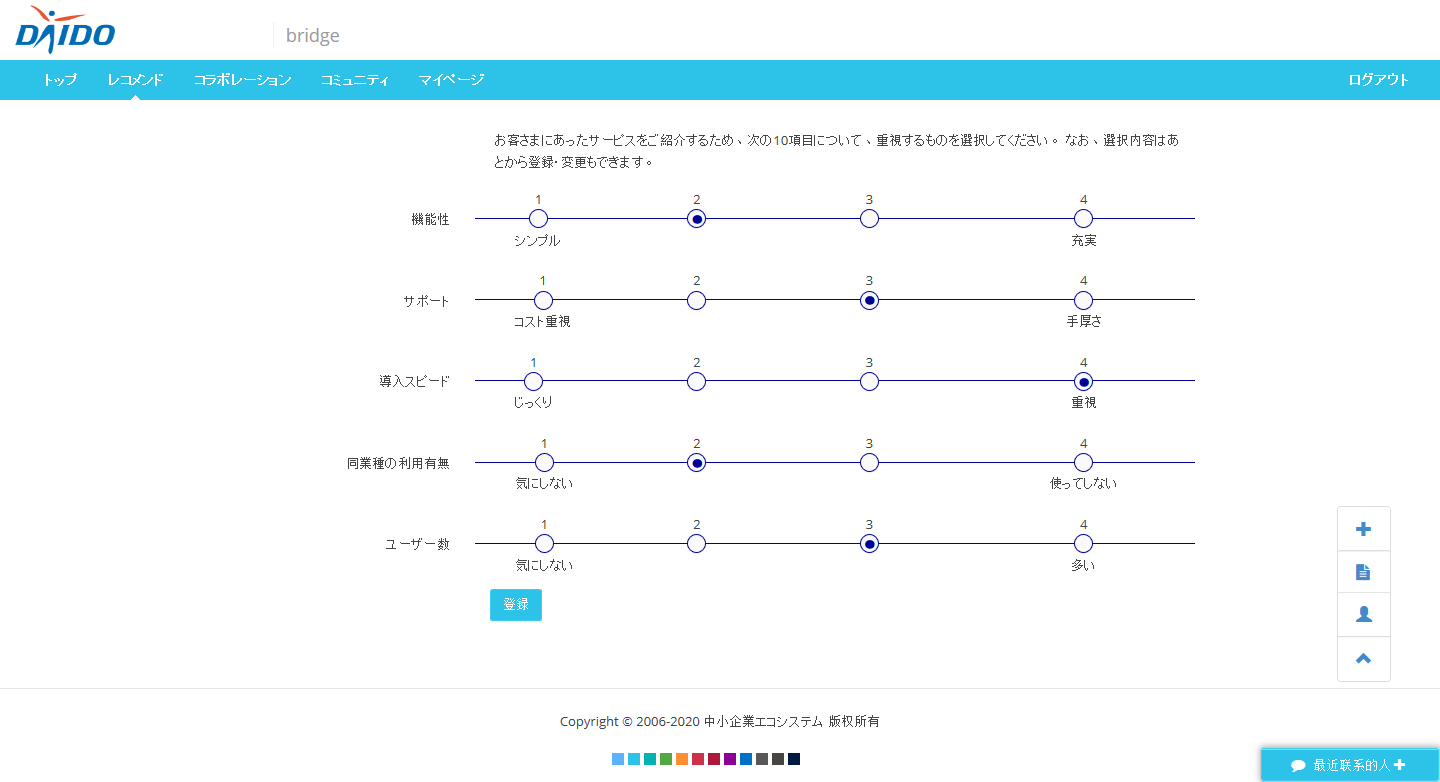 DAIDO
bridge
トップ レコメンド コラボレーション コミュニティ マイページ ログアウト
お客さまにあったサービスをご紹介するため、次の10項目について、重視するものを選択してください。なお、選択内容はあ
とから登録・変更もできます。
1 2 3 4
機能性
シンプル 充実
1 2 3 4
サポート
コスト重視 手厚さ
1 2 3 4
導入スピード
じっくり 重視
1 2 3 4
同業種の利用有無
気にしない 使ってしない
1 2 3 4
ユーザー数
気にしない 多い
登録
Copyright © 2006-2020 中小企業エコシステム 版权所有
最近联系的人